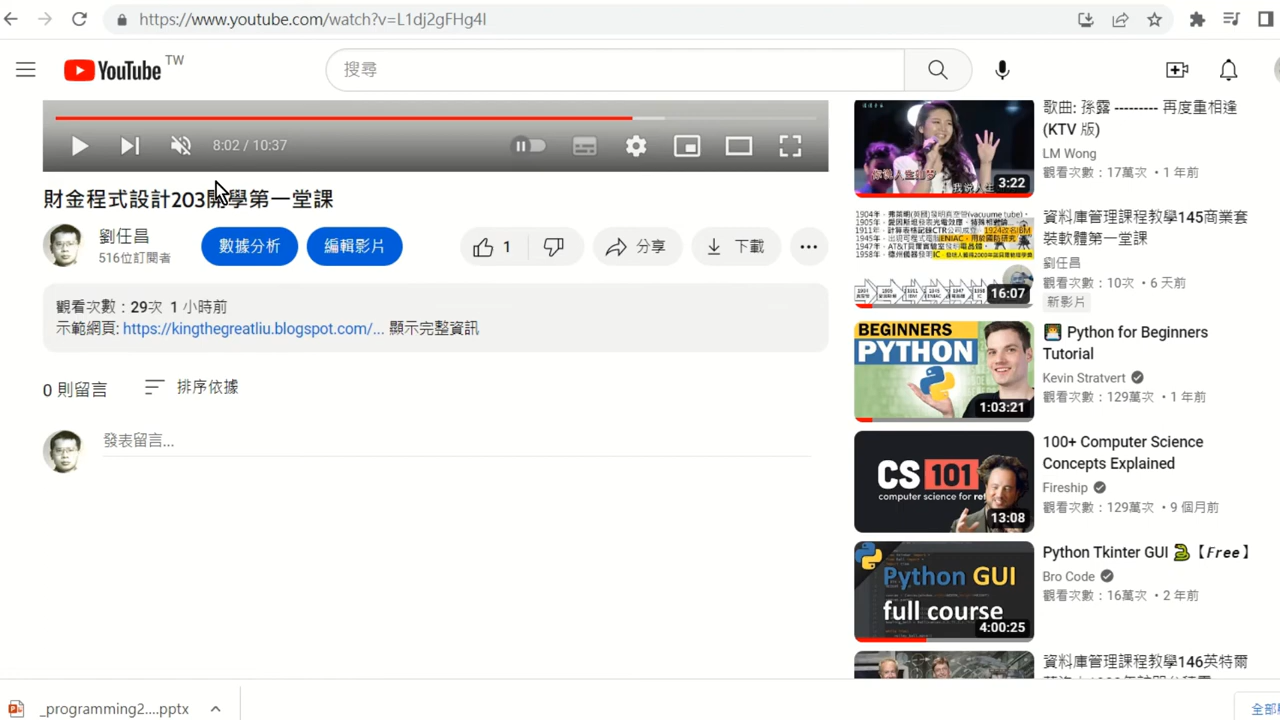 https://www.youtube.com/watch?v=L1dj2gFHg4I
YouTube TW
搜尋
8:02 / 10:37
財金程式設計203開學第一堂課
劉任昌
516位訂閱者
數據分析
編輯影片
1
分享
下載
觀看次數：29次 1 小時前
示範網頁: https://kingthegreatliu.blogspot.com/... 顯示完整資訊
0 則留言
排序依據
發表留言...
3:22
歌曲: 孫露 --------- 再度重相逢
(KTV 版)
LM Wong
觀看次數：17萬次 • 1 年前
16:07
資料庫管理課程教學145商業套
裝軟體第一堂課
劉任昌
觀看次數：10次 • 6 天前
新影片
BEGINNERS
PYTHON
1:03:21
👨‍💻 Python for Beginners
Tutorial
Kevin Stratvert
觀看次數：129萬次 • 1 年前
CS 101
computer science for
13:08
100+ Computer Science
Concepts Explained
Fireship
觀看次數：129萬次 • 9 個月前
Python GUI
full course
4:00:25
Python Tkinter GUI 🐍【𝙁𝙧𝙚𝙚】
Bro Code
觀看次數：16萬次 • 2 年前
資料庫管理課程教學146英特爾
_programming2....pptx